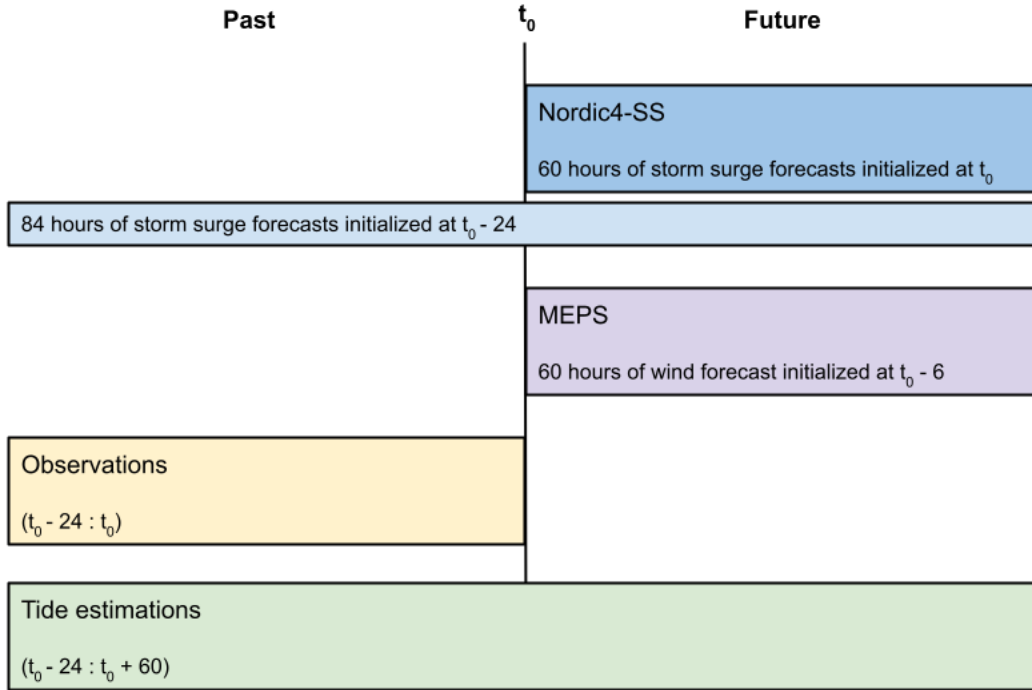 Past
t₀
Future
Nordic4-SS
60 hours of storm surge forecasts initialized at t₀
84 hours of storm surge forecasts initialized at t₀ - 24
MEPS
60 hours of wind forecast initialized at t₀ - 6
Observations
(t₀ - 24 : t₀)
Tide estimations
(t₀ - 24 : t₀ + 60)